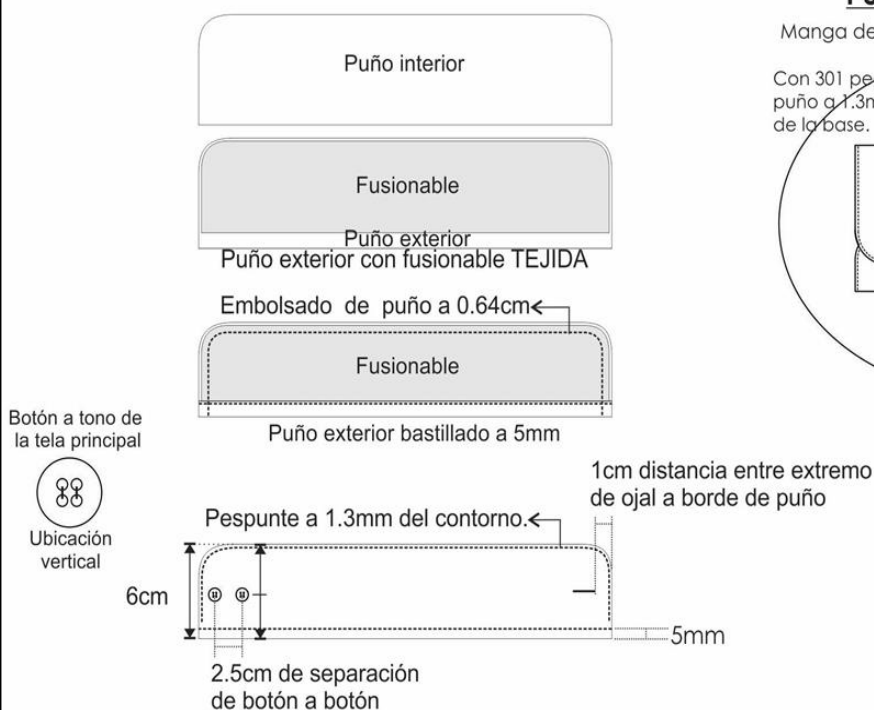 Puño interior
Manga de
Con 301 pe
puño a 1.3m
de la base.
Fusionable
Puño exterior
Puño exterior con fusionable TEJIDA
Embolsado de puño a 0.64cm
Fusionable
Puño exterior bastillado a 5mm
Botón a tono de
la tela principal
Ubicación
vertical
1cm distancia entre extremo
de ojal a borde de puño
Pespunte a 1.3mm del contorno.
6cm
5mm
2.5cm de separación
de botón a botón